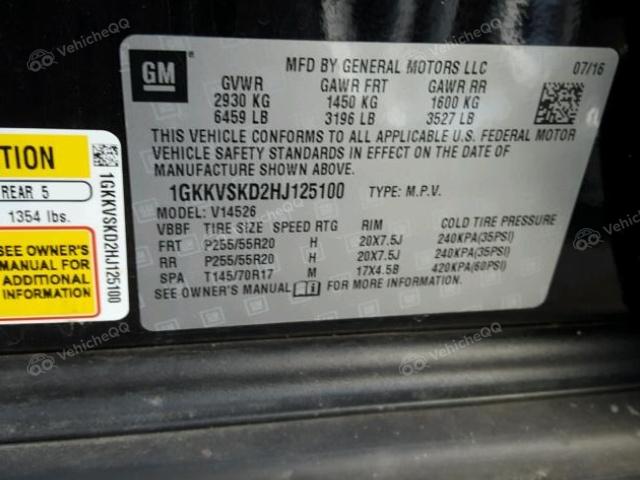 GM
MFD BY GENERAL MOTORS LLC 07/16
GVWR GAWR FRT GAWR RR
2930 KG 1450 KG 1600 KG
6459 LB 3196 LB 3527 LB
THIS VEHICLE CONFORMS TO ALL APPLICABLE U.S. FEDERAL MOTOR
VEHICLE SAFETY STANDARDS IN EFFECT ON THE DATE OF
MANUFACTURE SHOWN ABOVE.
1GKKVSKD2HJ125100 TYPE: M.P.V.
MODEL: V14526
VBBF TIRE SIZE SPEED RTG RIM COLD TIRE PRESSURE
FRT P255/55R20 H 20X7.5J 240KPA(35PSI)
RR P255/55R20 H 20X7.5J 240KPA(35PSI)
SPA T145/70R17 M 17X4.5B 420KPA(60PSI)
SEE OWNER'S MANUAL FOR MORE INFORMATION.
TION
REAR 5
1354 lbs.
SEE OWNER'S
MANUAL FOR
ADDITIONAL
INFORMATION
1GKKVSKD2HJ125100
VehicleQQ